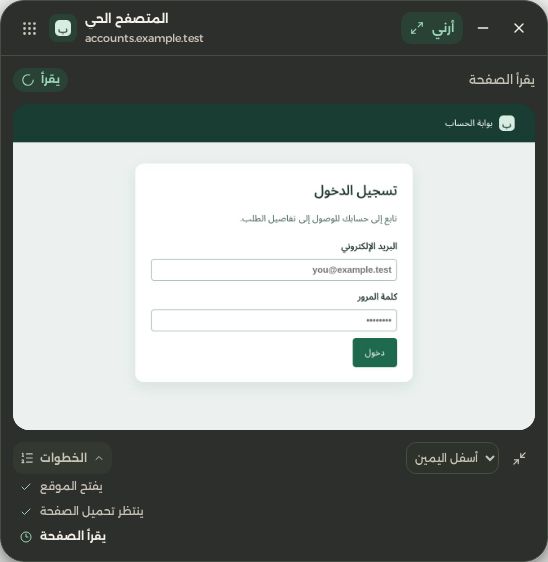 المتصفح الحي
accounts.example.test
أرني
يقرأ الصفحة
يقرأ
ب
بوابة الحساب
ب
تسجيل الدخول
تابع إلى حسابك للوصول إلى تفاصيل الطلب.
البريد الإلكتروني
you@example.test
كلمة المرور
••••••••
دخول
الخطوات
أسفل اليمين
يفتح الموقع
ينتظر تحميل الصفحة
يقرأ الصفحة